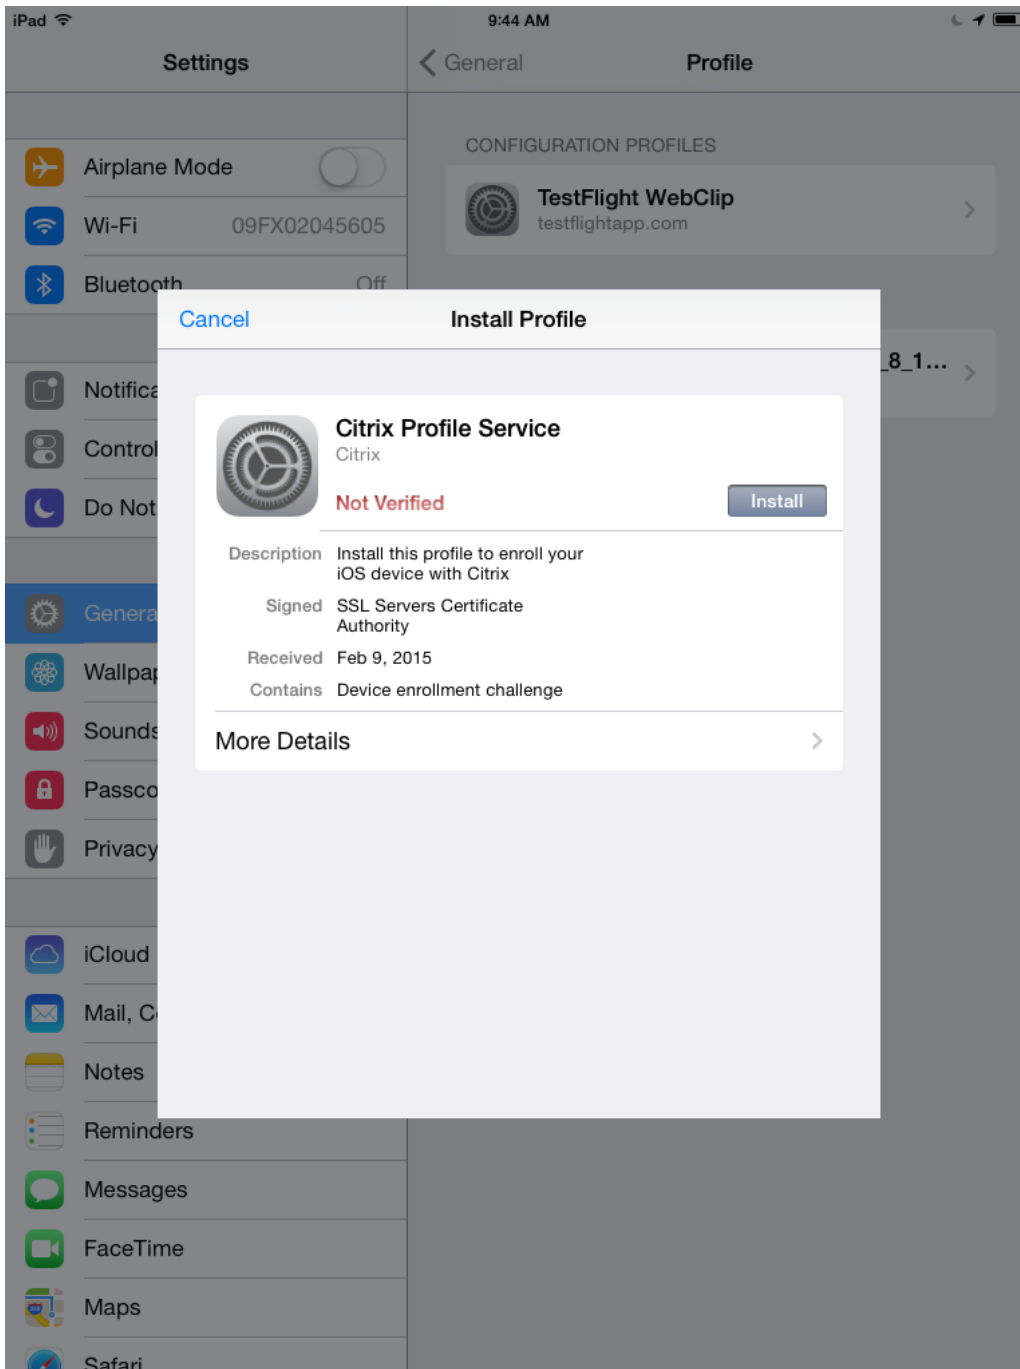 iPad
9:44 AM
Settings
General
Profile
Airplane Mode
Wi-Fi
09FX02045605
Bluetooth
Off
CONFIGURATION PROFILES
TestFlight WebClip
testflightapp.com
_8_1...
Notifica
Control
Do Not
Genera
Wallpap
Sounds
Passco
Privacy
iCloud
Mail, Co
Notes
Reminders
Messages
FaceTime
Maps
Safari
Cancel
Install Profile
Citrix Profile Service
Citrix
Not Verified
Install
Description Install this profile to enroll your
iOS device with Citrix
Signed SSL Servers Certificate
Authority
Received Feb 9, 2015
Contains Device enrollment challenge
More Details